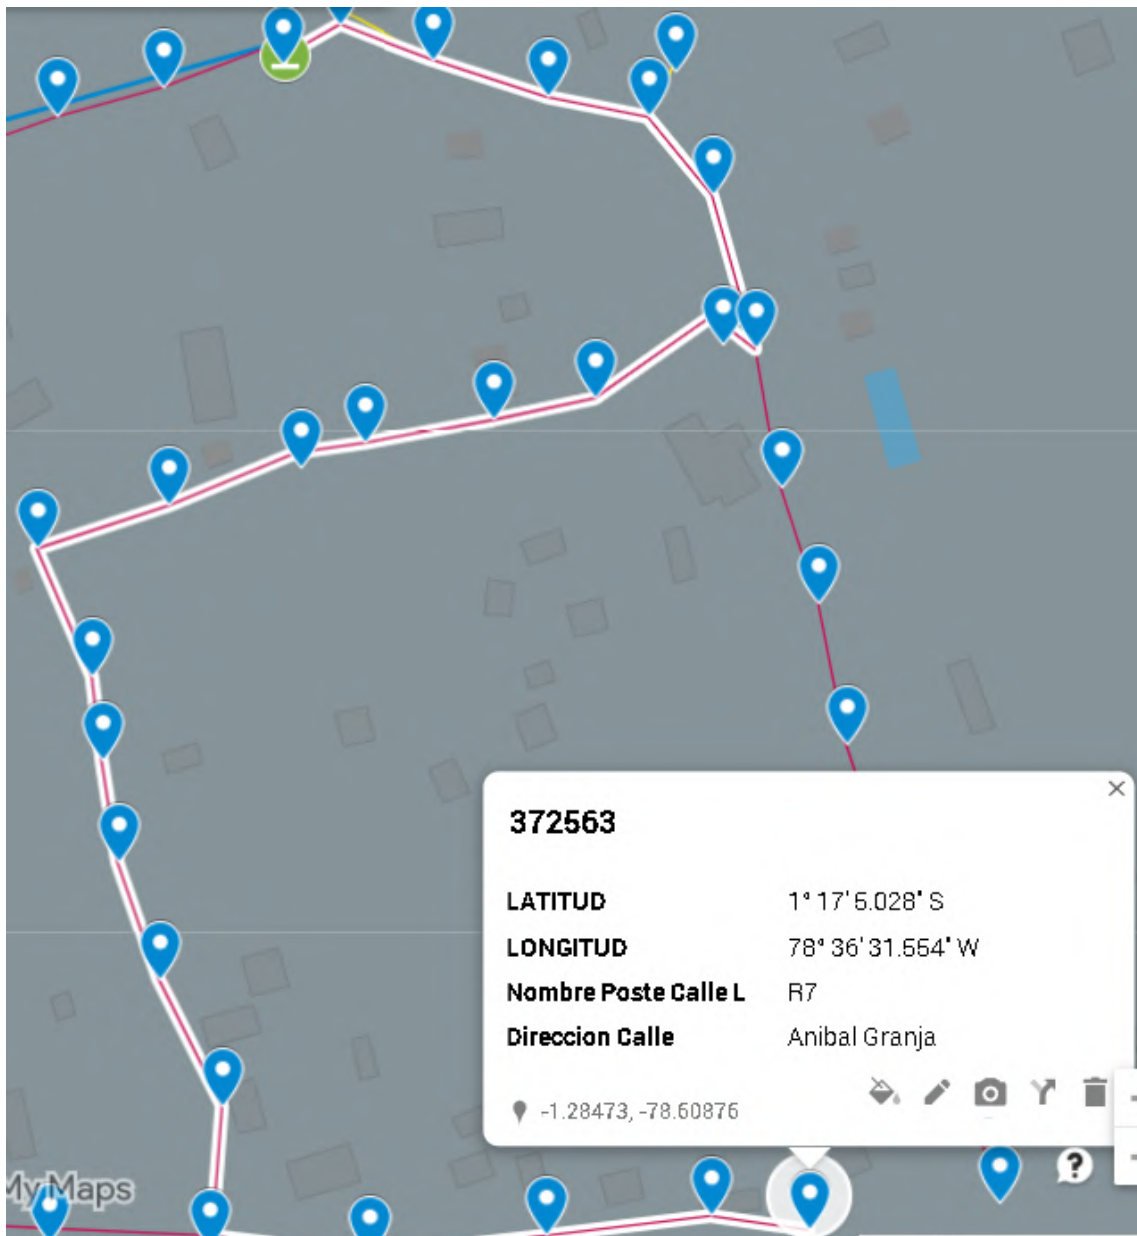 372563
LATITUD 1° 17' 5.028" S
LONGITUD 78° 36' 31.554" W
Nombre Poste Calle L R7
Direccion Calle Anibal Granja
-1.28473, -78.60876
?
My Maps